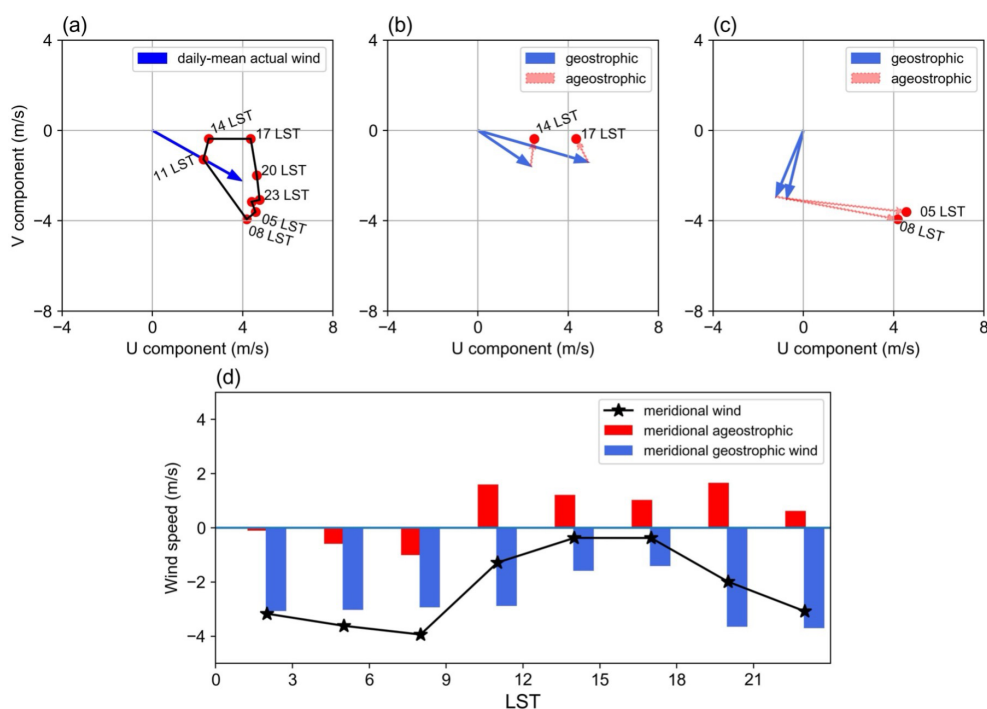 (a)
daily-mean actual wind
14 LST
17 LST
11 LST
20 LST
23 LST
05 LST
08 LST
4
0
−4
−8
V component (m/s)
−4
0
4
8
U component (m/s)
(b)
geostrophic
ageostrophic
14 LST
17 LST
4
0
−4
−8
−4
0
4
8
U component (m/s)
(c)
geostrophic
ageostrophic
05 LST
08 LST
4
0
−4
−8
−4
0
4
8
U component (m/s)
(d)
meridional wind
meridional ageostrophic
meridional geostrophic wind
4
2
0
−2
−4
Wind speed (m/s)
0
3
6
9
12
15
18
21
LST